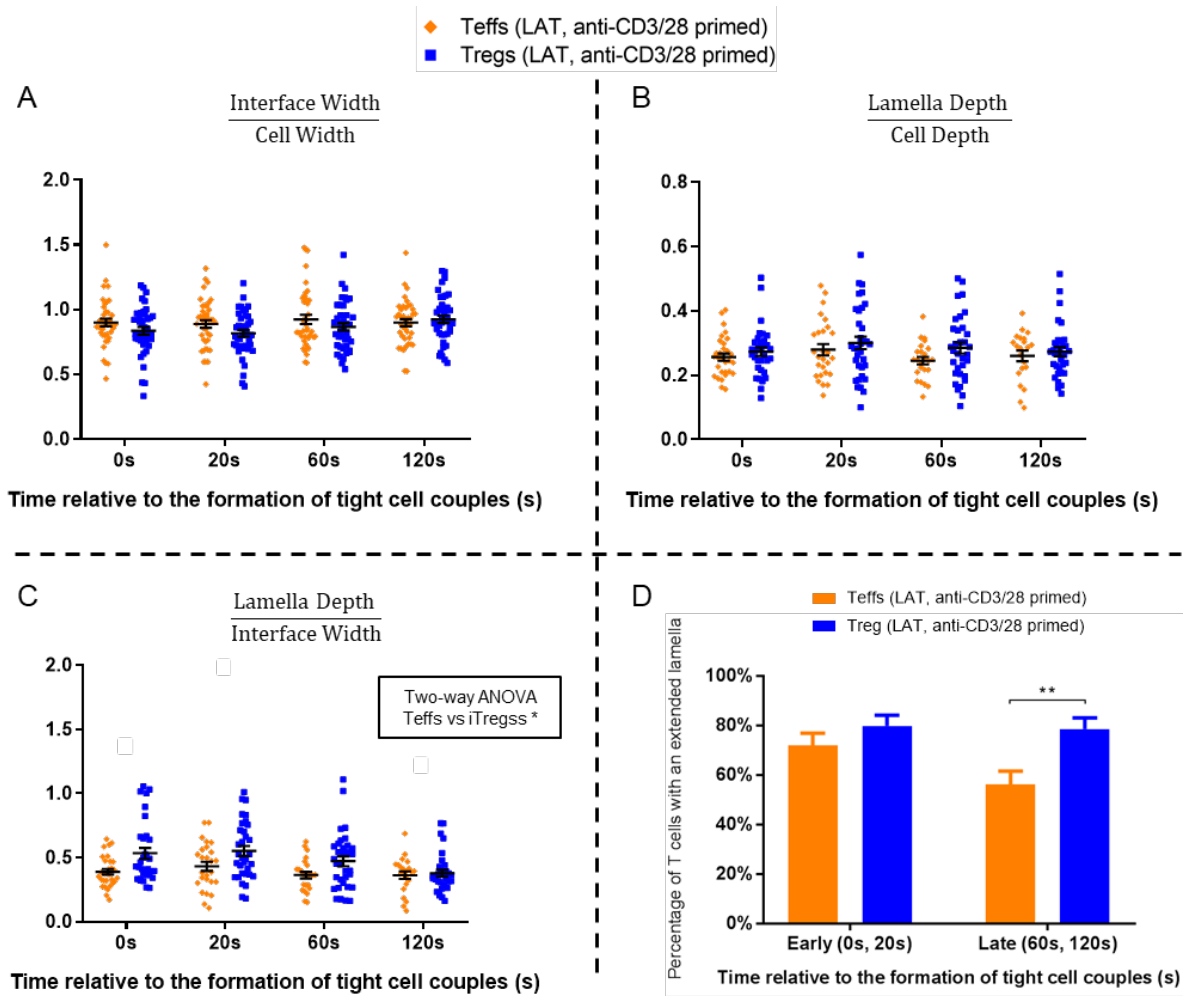 Teffs (LAT, anti-CD3/28 primed)
Tregs (LAT, anti-CD3/28 primed)
A
Interface Width
Cell Width
2.0
1.5
1.0
0.5
0.0
0s 20s 60s 120s
Time relative to the formation of tight cell couples (s)
B
Lamella Depth
Cell Depth
0.8
0.6
0.4
0.2
0.0
0s 20s 60s 120s
Time relative to the formation of tight cell couples (s)
C
Lamella Depth
Interface Width
2.0
1.5
1.0
0.5
0.0
Two-way ANOVA
Teffs vs iTregss *
0s 20s 60s 120s
Time relative to the formation of tight cell couples (s)
D
Teffs (LAT, anti-CD3/28 primed)
Treg (LAT, anti-CD3/28 primed)
Percentage of T cells with an extended lamella
100%
80%
60%
40%
20%
0%
**
Early (0s, 20s) Late (60s, 120s)
Time relative to the formation of tight cell couples (s)